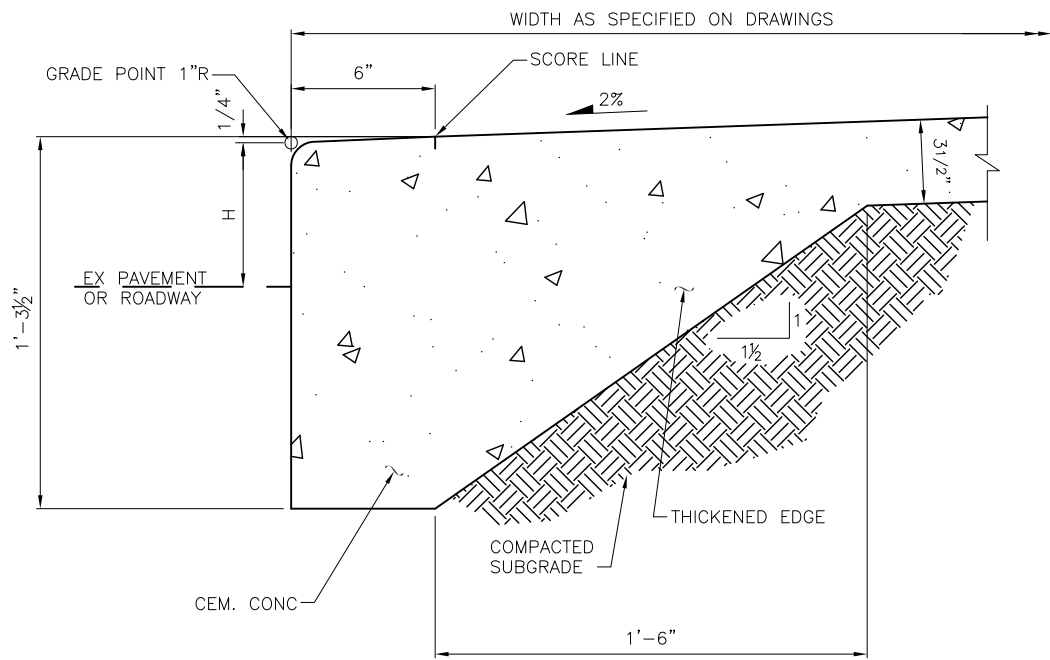 WIDTH AS SPECIFIED ON DRAWINGS
GRADE POINT 1"R
6"
SCORE LINE
1/4"
2%
3 1/2"
H
EX PAVEMENT
OR ROADWAY
1'-3½"
1
1½
THICKENED EDGE
COMPACTED
SUBGRADE
CEM. CONC
1'-6"